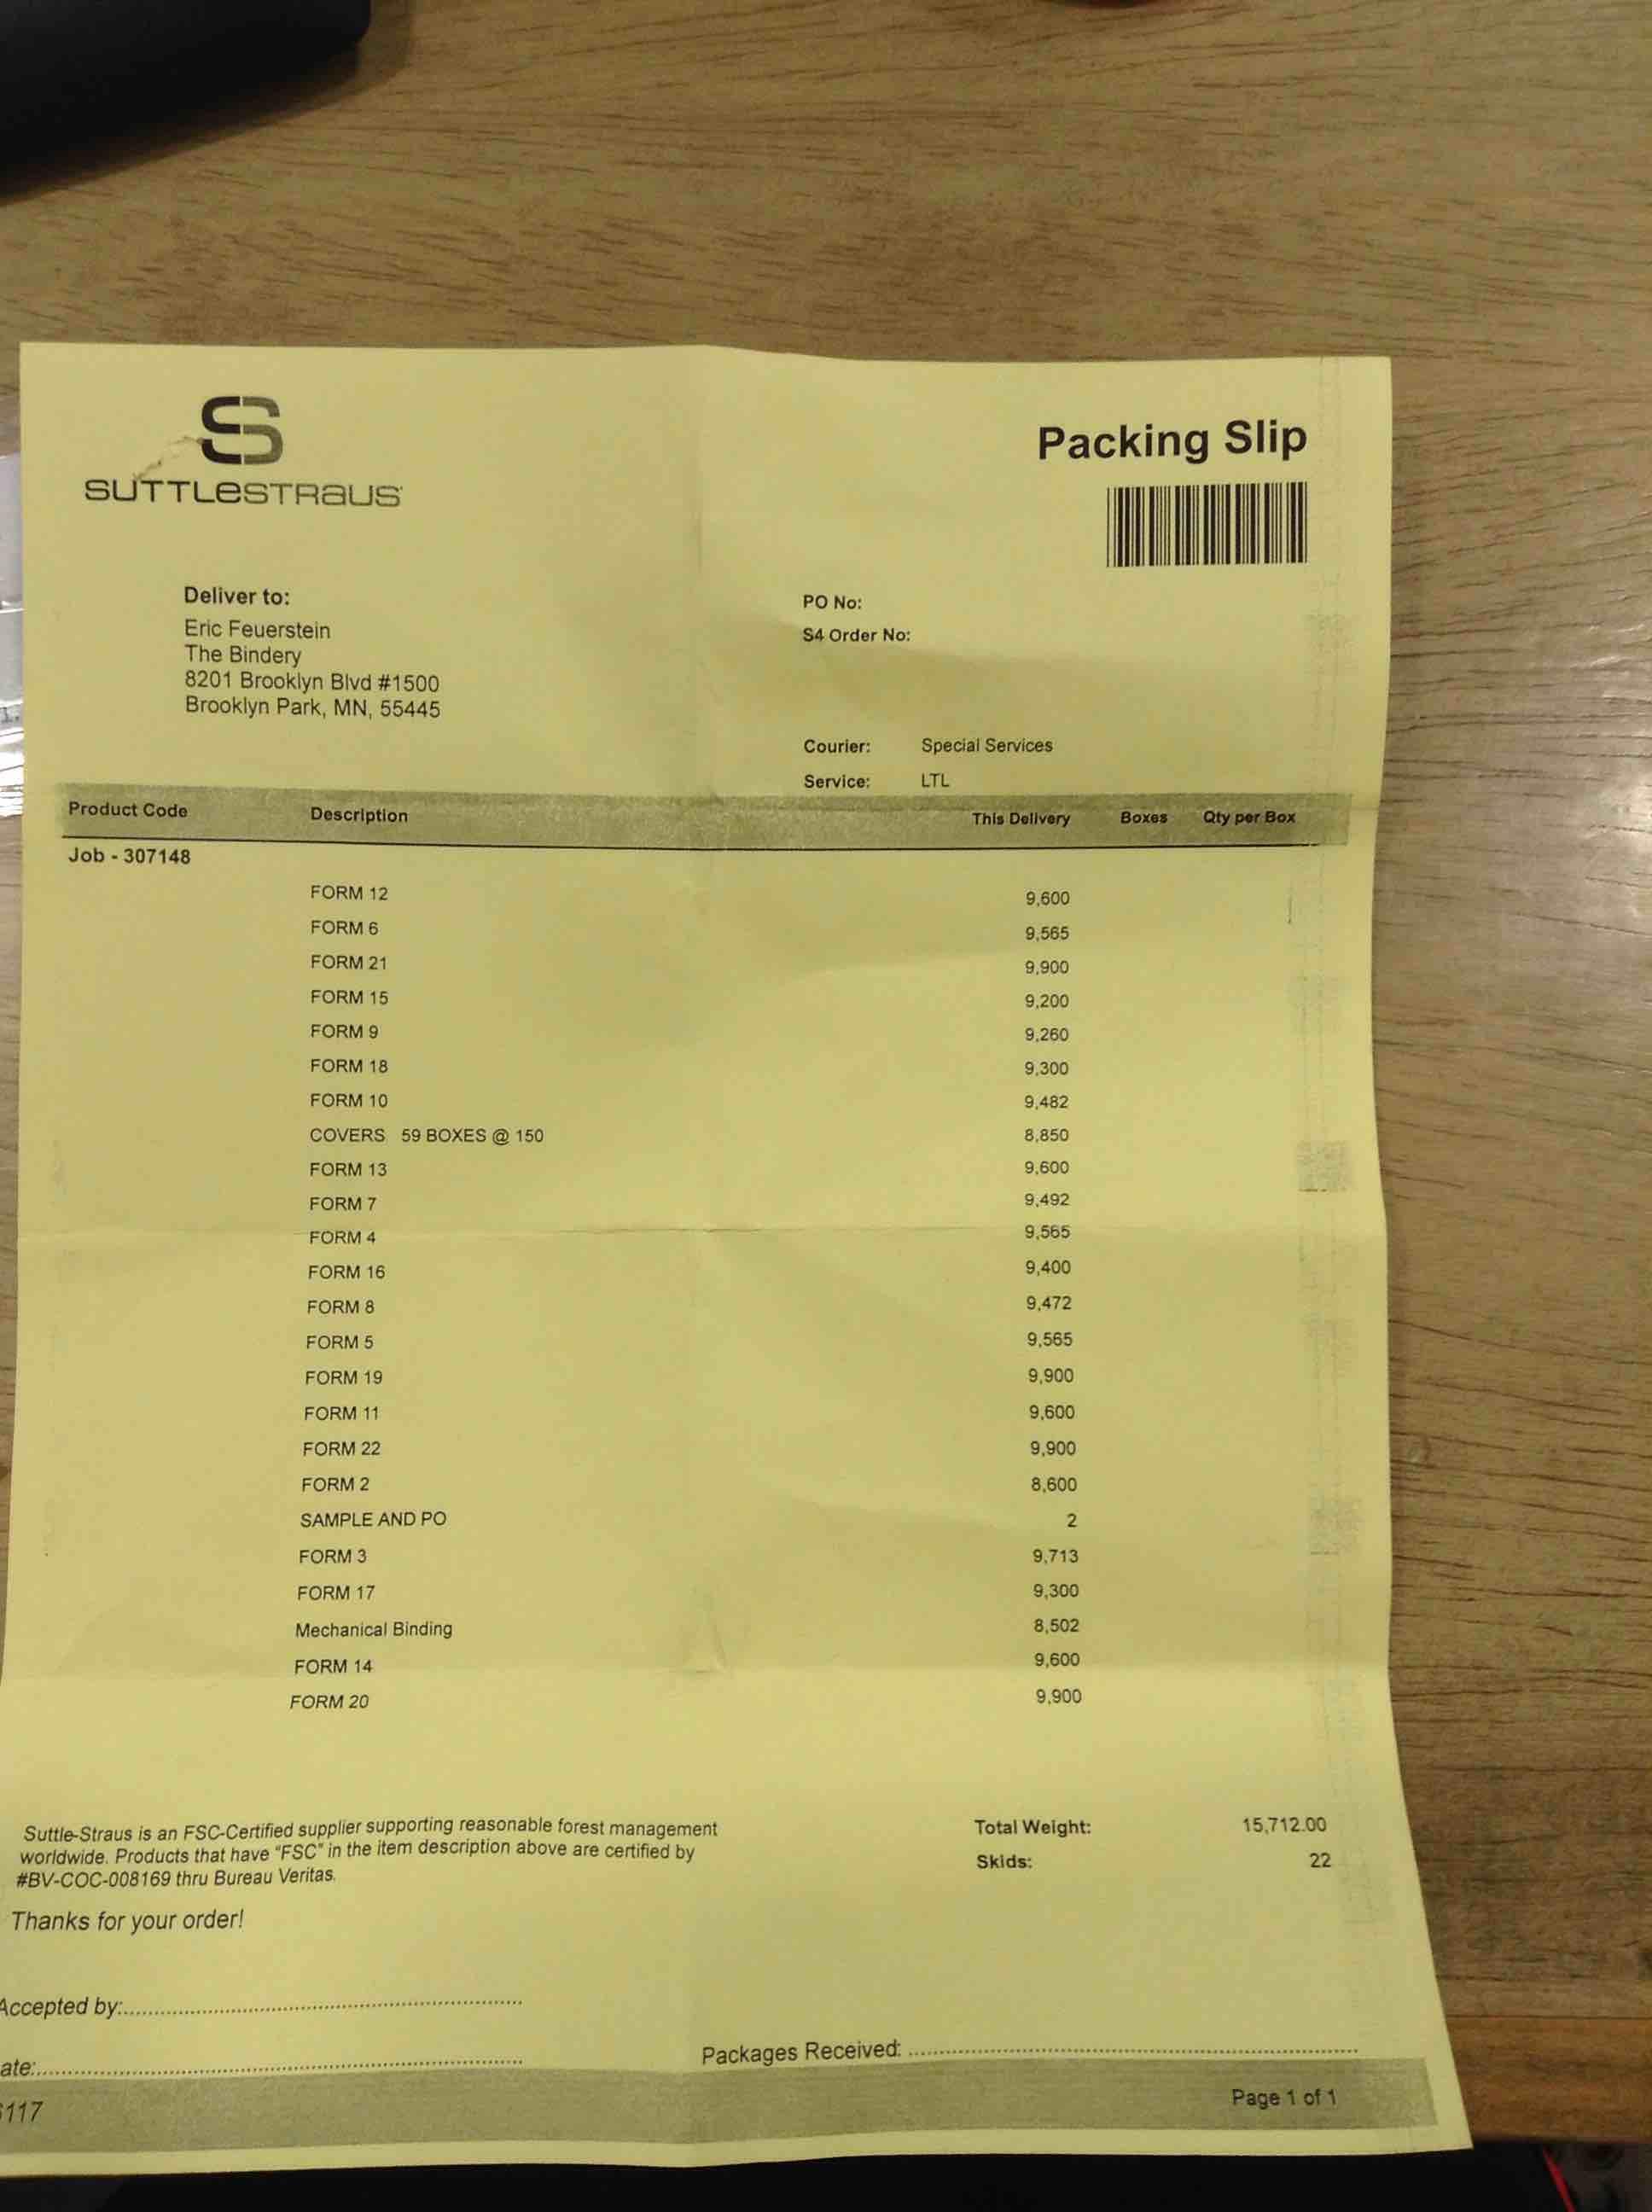 SUTTLESTRAUS
Packing Slip
Deliver to:
Eric Feuerstein
The Bindery
8201 Brooklyn Blvd #1500
Brooklyn Park, MN, 55445
PO No:
S4 Order No:
Courier: Special Services
Service: LTL
Product Code Description This Delivery Boxes Qty per Box
Job - 307148
FORM 12 9,600
FORM 6 9,565
FORM 21 9,900
FORM 15 9,200
FORM 9 9,260
FORM 18 9,300
FORM 10 9,482
COVERS 59 BOXES @ 150 8,850
FORM 13 9,600
FORM 7 9,492
FORM 4 9,565
FORM 16 9,400
FORM 8 9,472
FORM 5 9,565
FORM 19 9,900
FORM 11 9,600
FORM 22 9,900
FORM 2 8,600
SAMPLE AND PO 2
FORM 3 9,713
FORM 17 9,300
Mechanical Binding 8,502
FORM 14 9,600
FORM 20 9,900
Suttle-Straus is an FSC-Certified supplier supporting reasonable forest management
worldwide. Products that have "FSC" in the item description above are certified by
#BV-COC-008169 thru Bureau Veritas.
Total Weight: 15,712.00
Skids: 22
Thanks for your order!
Accepted by:
ate:
Packages Received:
117
Page 1 of 1